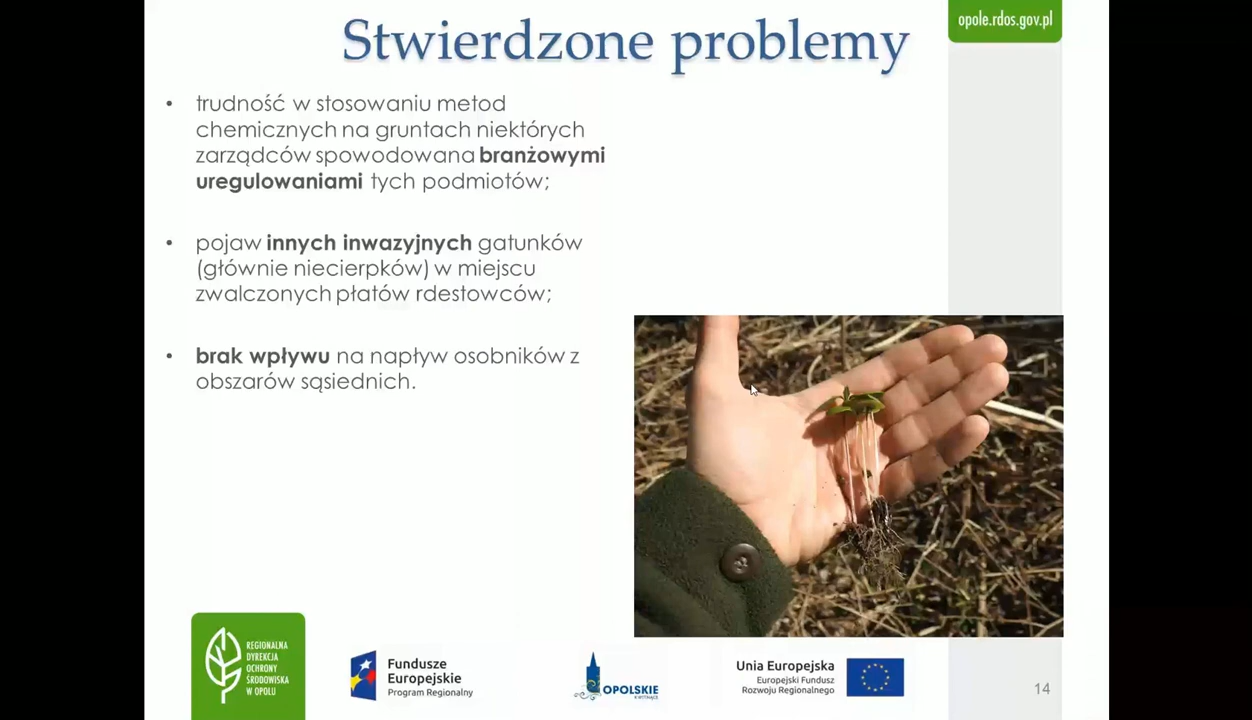 Stwierdzone problemy
opole.rdos.gov.pl
• trudność w stosowaniu metod
chemicznych na gruntach niektórych
zarządców spowodowana branżowymi
uregulowaniami tych podmiotów;
• pojaw innych inwazyjnych gatunków
(głównie niecierpków) w miejscu
zwalczonych płatów rdestowców;
• brak wpływu na napływ osobników z
obszarów sąsiednich.
REGIONALNA
DYREKCJA
OCHRONY
ŚRODOWISKA
W OPOLU
Fundusze
Europejskie
Program Regionalny
OPOLSKIE
Unia Europejska
Europejski Fundusz
Rozwoju Regionalnego
14